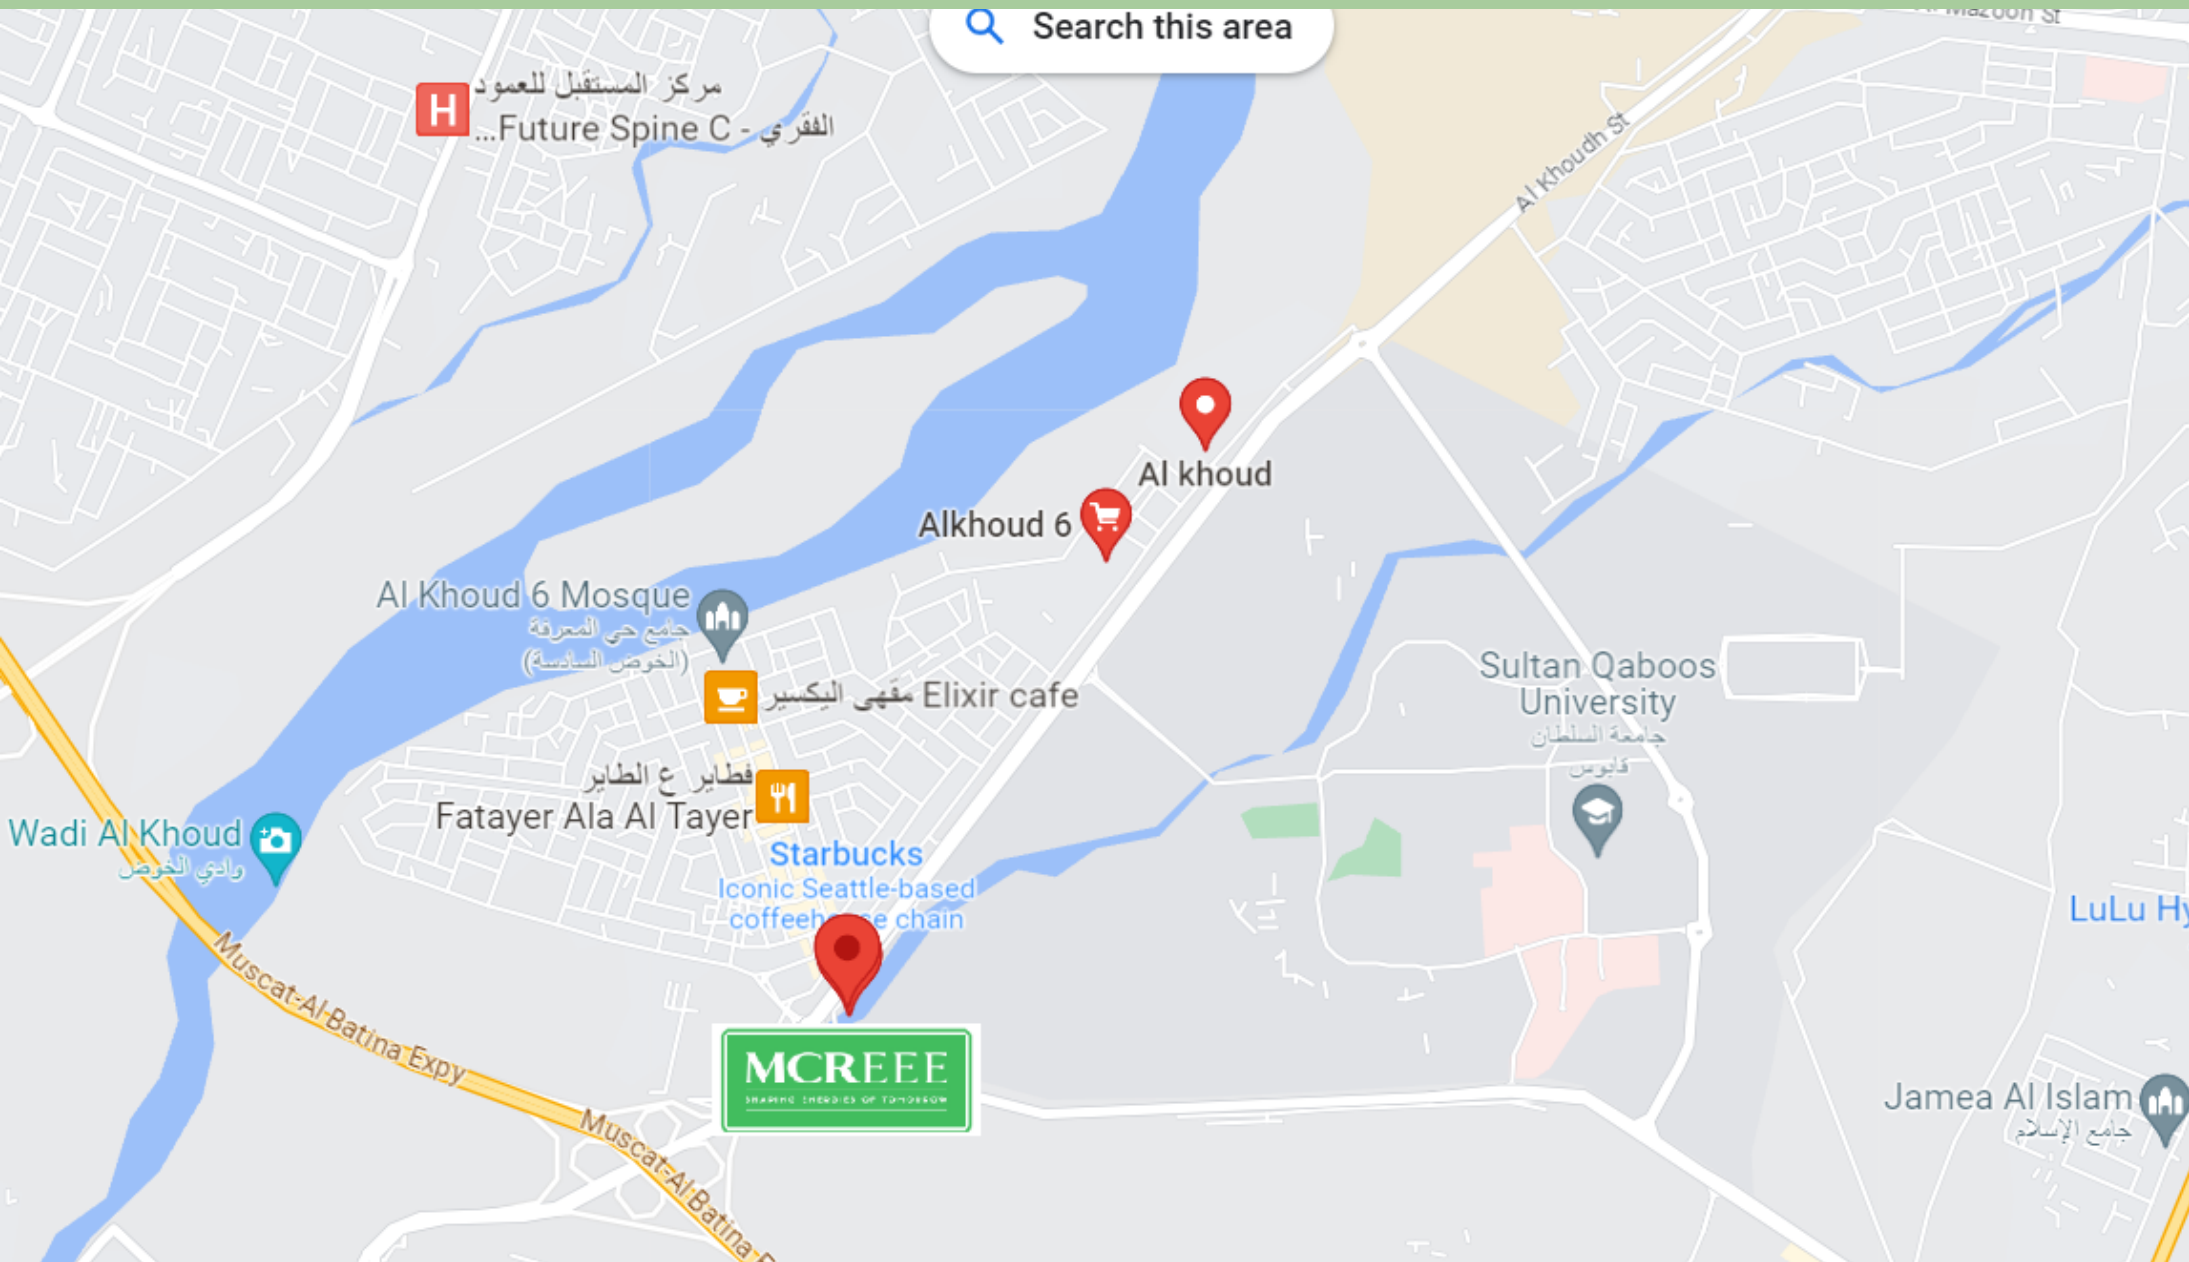 Search this area
Al Mazoon St
مركز المستقبل للعمود
الفقري - Future Spine C...
Al Khoudh St
Al khoud
Alkhoud 6
Al Khoud 6 Mosque
جامع حي المعرفة
(الخوض السادسة)
مقهى اليكسير Elixir cafe
Sultan Qaboos
University
جامعة السلطان
قابوس
فطاير ع الطاير
Fatayer Ala Al Tayer
Wadi Al Khoud
وادي الخوض
Starbucks
Iconic Seattle-based
coffeehouse chain
LuLu Hy
Muscat-Al Batina Expy
MCREEE
SHAPING ENERGIES OF TOMORROW
Muscat-Al Batina E
Jamea Al Islam
جامع الإسلام